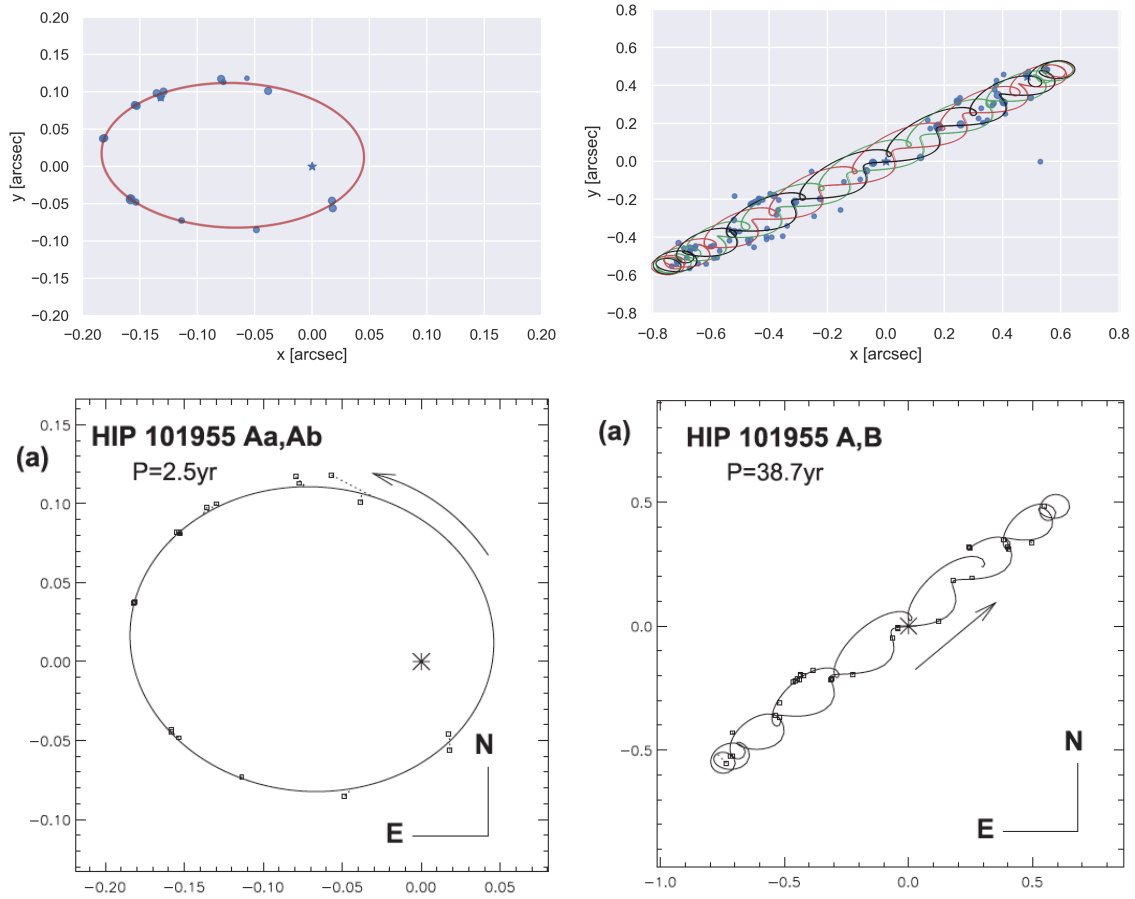 0.20
0.15
0.10
0.05
0.00
−0.05
−0.10
−0.15
−0.20
y [arcsec]
−0.20 −0.15 −0.10 −0.05 0.00 0.05 0.10 0.15 0.20
x [arcsec]
0.8
0.6
0.4
0.2
0.0
−0.2
−0.4
−0.6
−0.8
y [arcsec]
−0.8 −0.6 −0.4 −0.2 0.0 0.2 0.4 0.6 0.8
x [arcsec]
(a)
HIP 101955 Aa,Ab
P=2.5yr
0.15
0.10
0.05
0.00
−0.05
−0.10
N
E
−0.20 −0.15 −0.10 −0.05 0.00 0.05
(a)
HIP 101955 A,B
P=38.7yr
0.5
0.0
−0.5
N
E
−1.0 −0.5 0.0 0.5